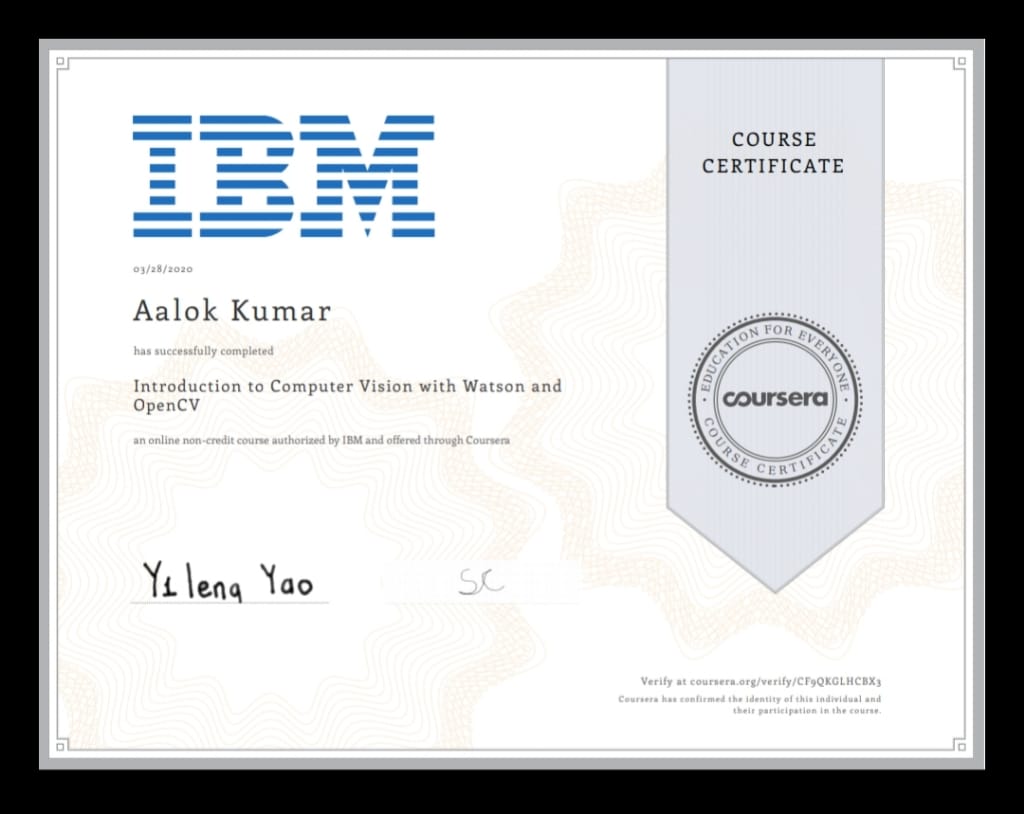 IBM
COURSE
CERTIFICATE
03/28/2020
Aalok Kumar
has successfully completed
Introduction to Computer Vision with Watson and
OpenCV
an online non-credit course authorized by IBM and offered through Coursera
EDUCATION FOR EVERYONE
coursera
COURSE CERTIFICATE
Yi leng Yao
SC
Verify at coursera.org/verify/CF9QKGLHCBX3
Coursera has confirmed the identity of this individual and
their participation in the course.